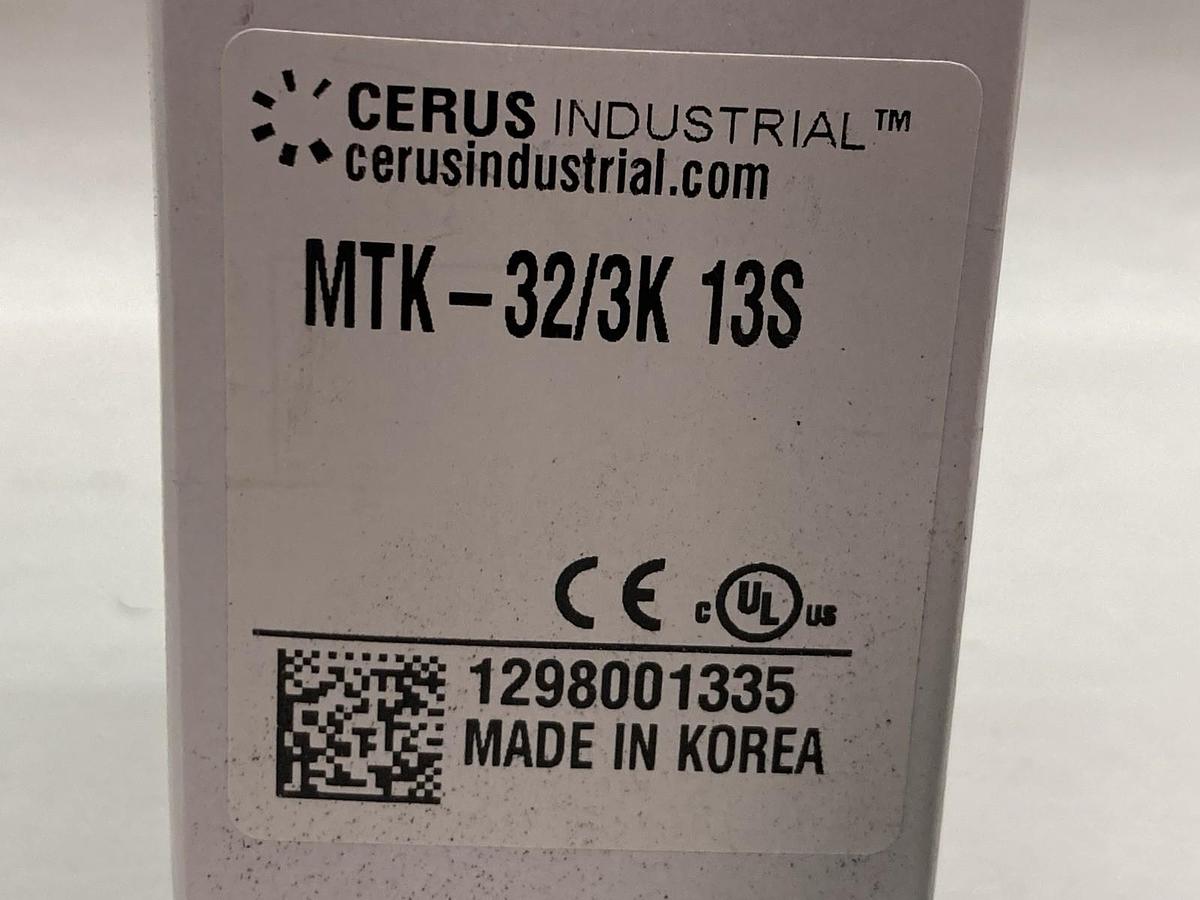 CERUS INDUSTRIAL™
cerusindustrial.com
MTK-32/3K 13S
CE C UL US
1298001335
MADE IN KOREA